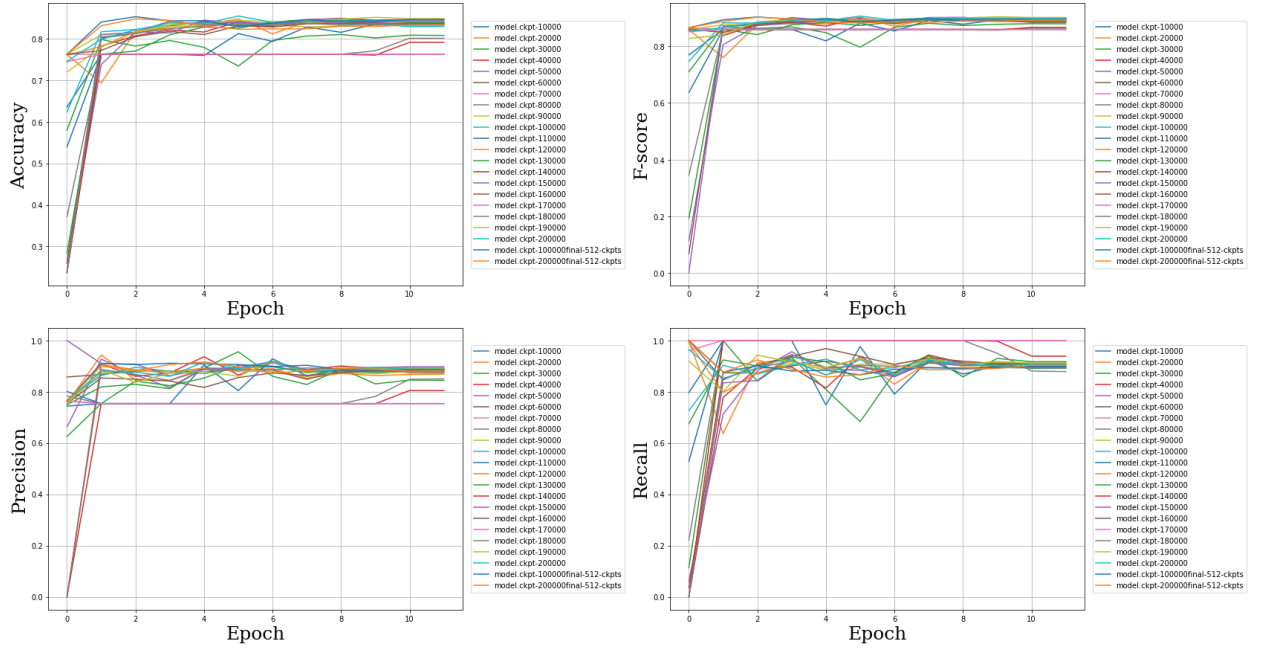 Accuracy
0.8
0.7
0.6
0.5
0.4
0.3
0
2
4
6
8
10
Epoch
model.ckpt-10000
model.ckpt-20000
model.ckpt-30000
model.ckpt-40000
model.ckpt-50000
model.ckpt-60000
model.ckpt-70000
model.ckpt-80000
model.ckpt-90000
model.ckpt-100000
model.ckpt-110000
model.ckpt-120000
model.ckpt-130000
model.ckpt-140000
model.ckpt-150000
model.ckpt-160000
model.ckpt-170000
model.ckpt-180000
model.ckpt-190000
model.ckpt-200000
model.ckpt-100000final-512-ckpts
model.ckpt-200000final-512-ckpts
F-score
0.8
0.6
0.4
0.2
0.0
0
2
4
6
8
10
Epoch
model.ckpt-10000
model.ckpt-20000
model.ckpt-30000
model.ckpt-40000
model.ckpt-50000
model.ckpt-60000
model.ckpt-70000
model.ckpt-80000
model.ckpt-90000
model.ckpt-100000
model.ckpt-110000
model.ckpt-120000
model.ckpt-130000
model.ckpt-140000
model.ckpt-150000
model.ckpt-160000
model.ckpt-170000
model.ckpt-180000
model.ckpt-190000
model.ckpt-200000
model.ckpt-100000final-512-ckpts
model.ckpt-200000final-512-ckpts
Precision
1.0
0.8
0.6
0.4
0.2
0.0
0
2
4
6
8
10
Epoch
model.ckpt-10000
model.ckpt-20000
model.ckpt-30000
model.ckpt-40000
model.ckpt-50000
model.ckpt-60000
model.ckpt-70000
model.ckpt-80000
model.ckpt-90000
model.ckpt-100000
model.ckpt-110000
model.ckpt-120000
model.ckpt-130000
model.ckpt-140000
model.ckpt-150000
model.ckpt-160000
model.ckpt-170000
model.ckpt-180000
model.ckpt-190000
model.ckpt-200000
model.ckpt-100000final-512-ckpts
model.ckpt-200000final-512-ckpts
Recall
1.0
0.8
0.6
0.4
0.2
0.0
0
2
4
6
8
10
Epoch
model.ckpt-10000
model.ckpt-20000
model.ckpt-30000
model.ckpt-40000
model.ckpt-50000
model.ckpt-60000
model.ckpt-70000
model.ckpt-80000
model.ckpt-90000
model.ckpt-100000
model.ckpt-110000
model.ckpt-120000
model.ckpt-130000
model.ckpt-140000
model.ckpt-150000
model.ckpt-160000
model.ckpt-170000
model.ckpt-180000
model.ckpt-190000
model.ckpt-200000
model.ckpt-100000final-512-ckpts
model.ckpt-200000final-512-ckpts